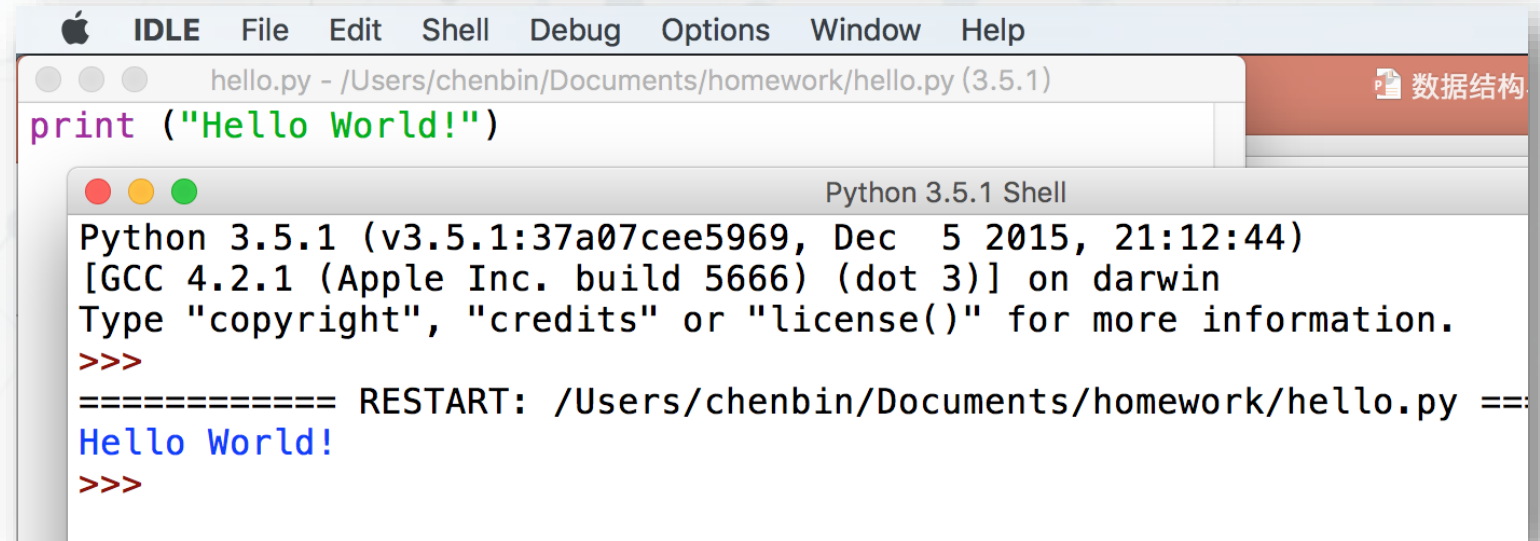 IDLE File Edit Shell Debug Options Window Help
hello.py - /Users/chenbin/Documents/homework/hello.py (3.5.1)
数据结构
print ("Hello World!")
Python 3.5.1 Shell
Python 3.5.1 (v3.5.1:37a07cee5969, Dec  5 2015, 21:12:44)
[GCC 4.2.1 (Apple Inc. build 5666) (dot 3)] on darwin
Type "copyright", "credits" or "license()" for more information.
>>>
============ RESTART: /Users/chenbin/Documents/homework/hello.py ===
Hello World!
>>>